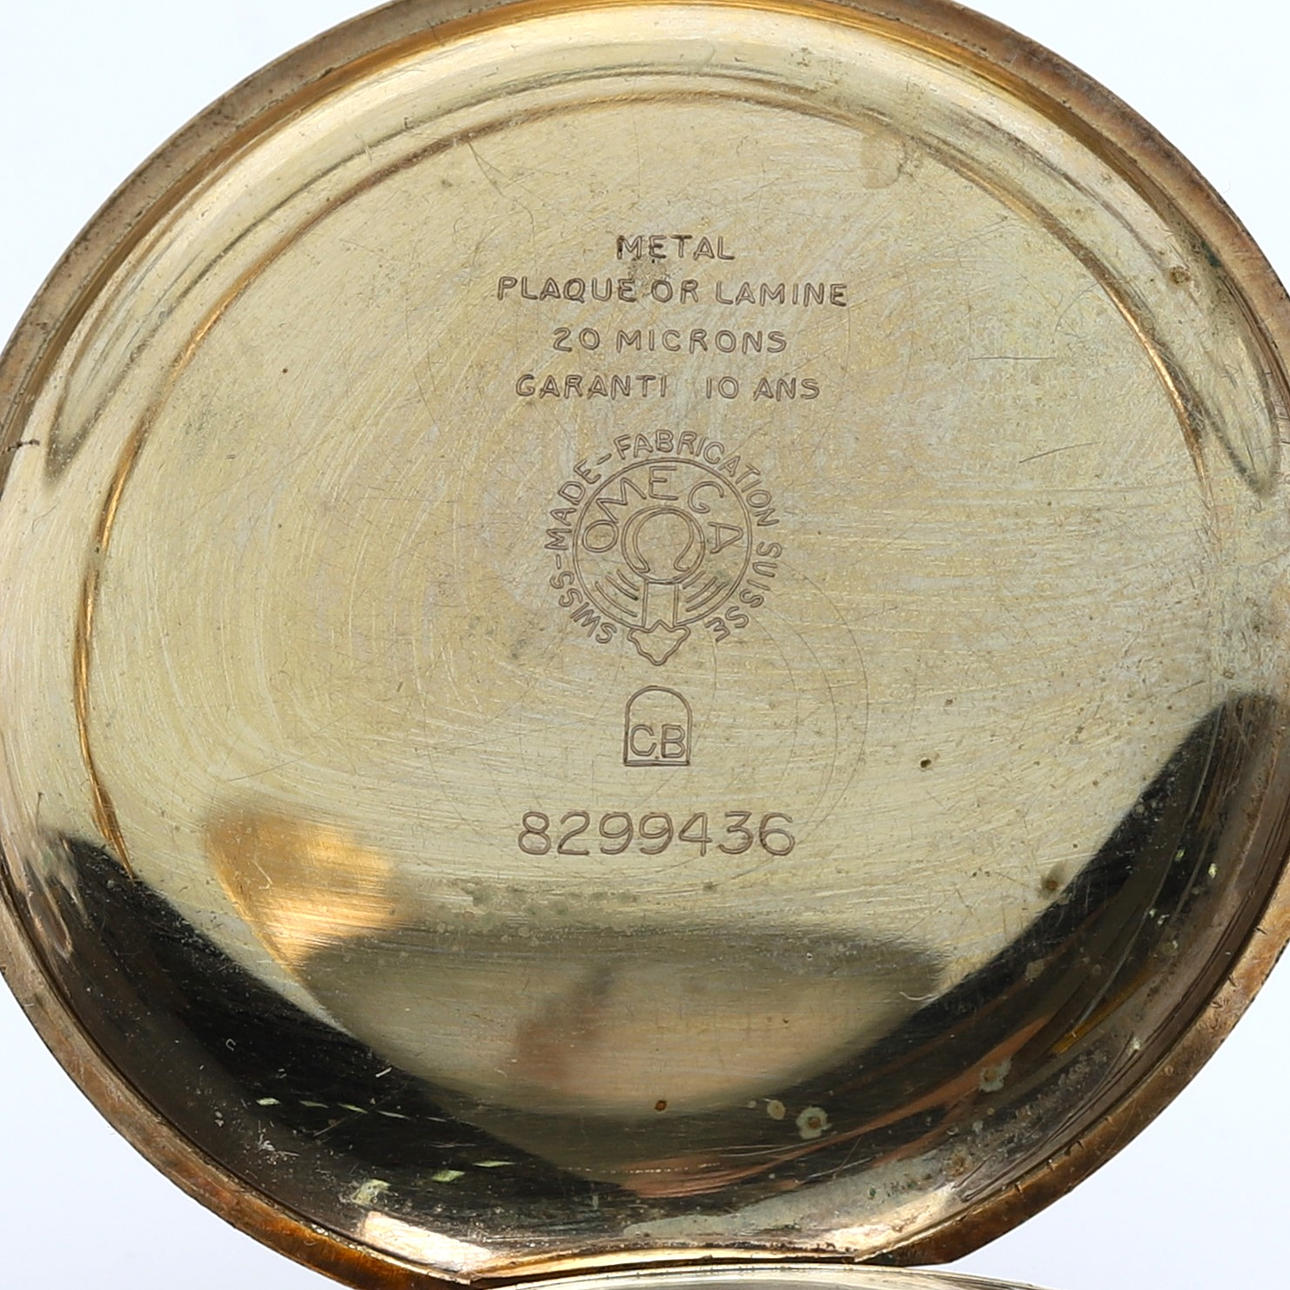 METAL
PLAQUE OR LAMINE
20 MICRONS
GARANTI 10 ANS
SWISS-MADE-FABRICATION SUISSE
OMEGA
CB
8299436